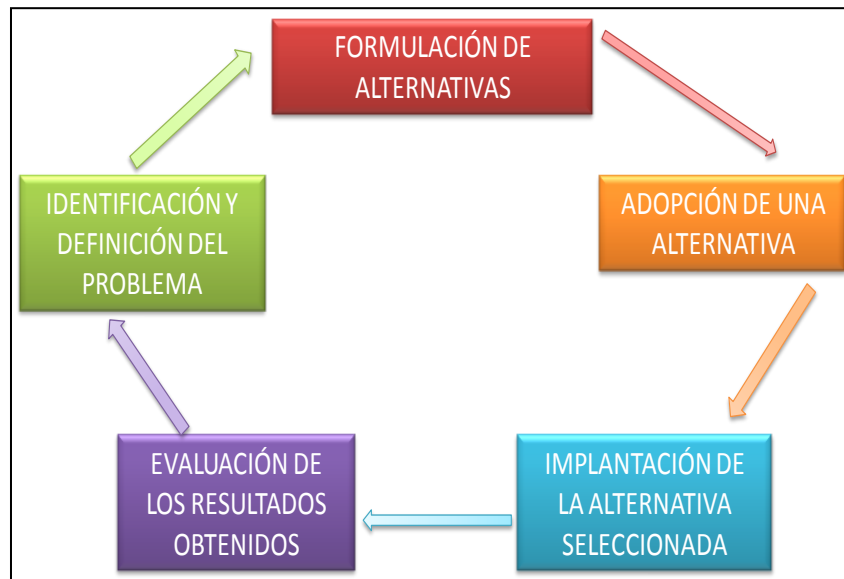 FORMULACIÓN DE
ALTERNATIVAS
ADOPCIÓN DE UNA
ALTERNATIVA
IMPLANTACIÓN DE
LA ALTERNATIVA
SELECCIONADA
EVALUACIÓN DE
LOS RESULTADOS
OBTENIDOS
IDENTIFICACIÓN Y
DEFINICIÓN DEL
PROBLEMA